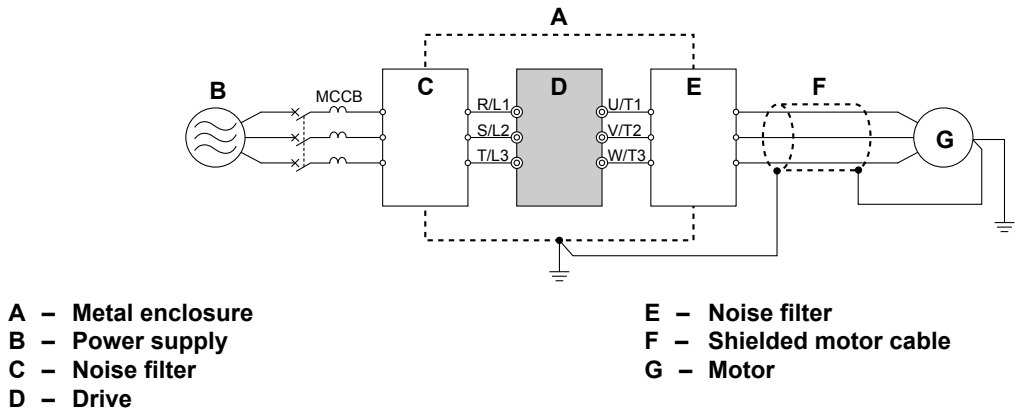 A
B
MCCB
C
R/L1
S/L2
T/L3
D
U/T1
V/T2
W/T3
E
F
G
A – Metal enclosure
B – Power supply
C – Noise filter
D – Drive
E – Noise filter
F – Shielded motor cable
G – Motor